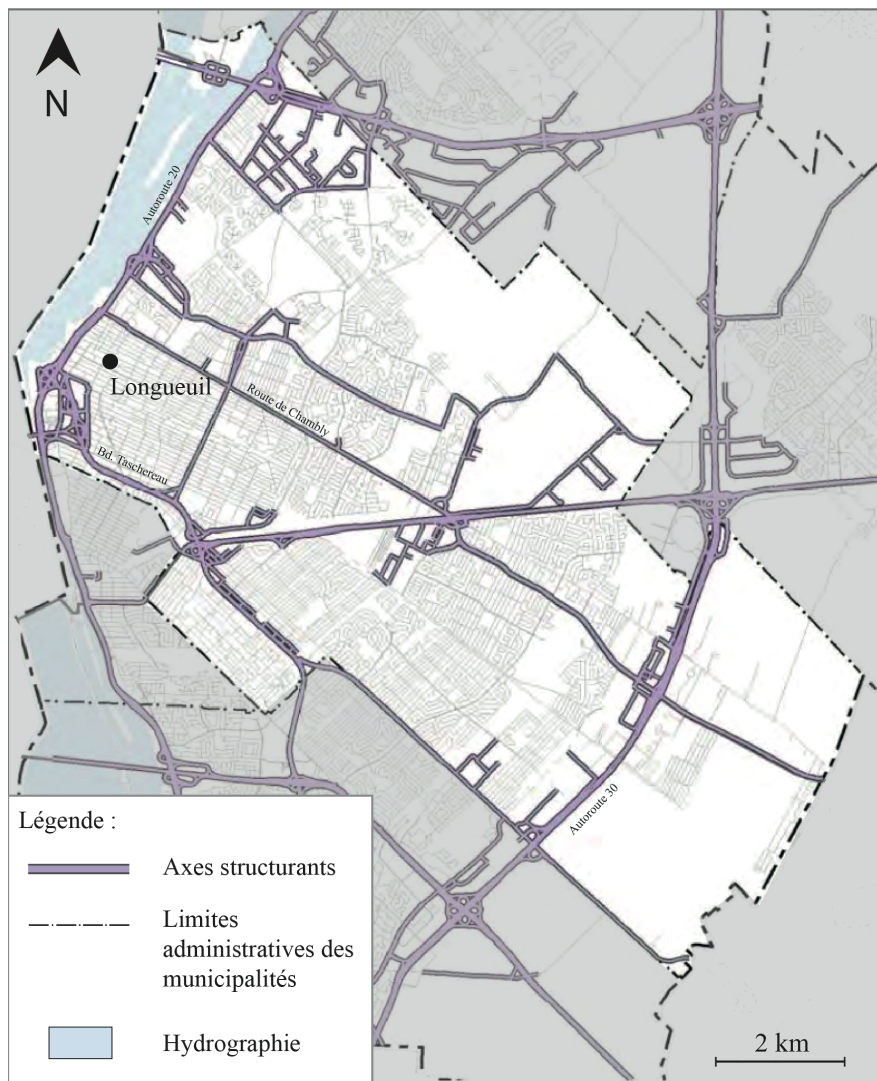 N
Autoroute 20
Longueuil
Route de Chambly
Bd. Taschereau
Autoroute 30
Légende :
Axes structurants
Limites
administratives des
municipalités
Hydrographie
2 km